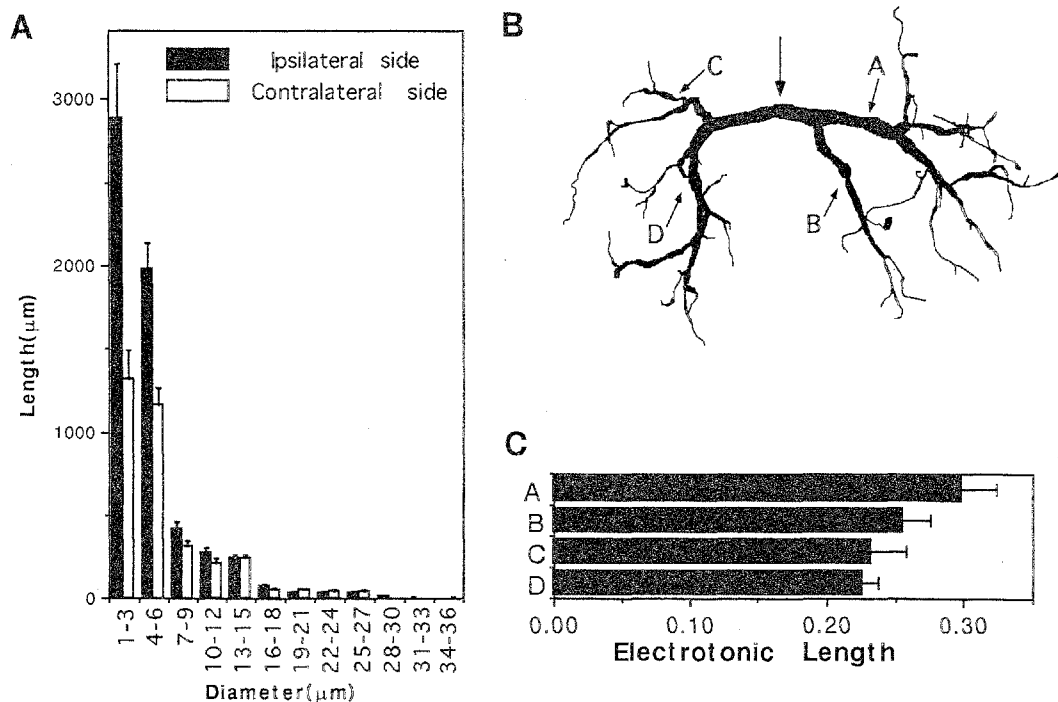 A
Ipsilateral side
Contralateral side
3000
2000
1000
0
Length(μm)
1-3
4-6
7-9
10-12
13-15
16-18
19-21
22-24
25-27
28-30
31-33
34-36
Diameter(μm)
B
C
A
B
D
C
A
B
C
D
0.00
0.10
0.20
0.30
Electrotonic Length